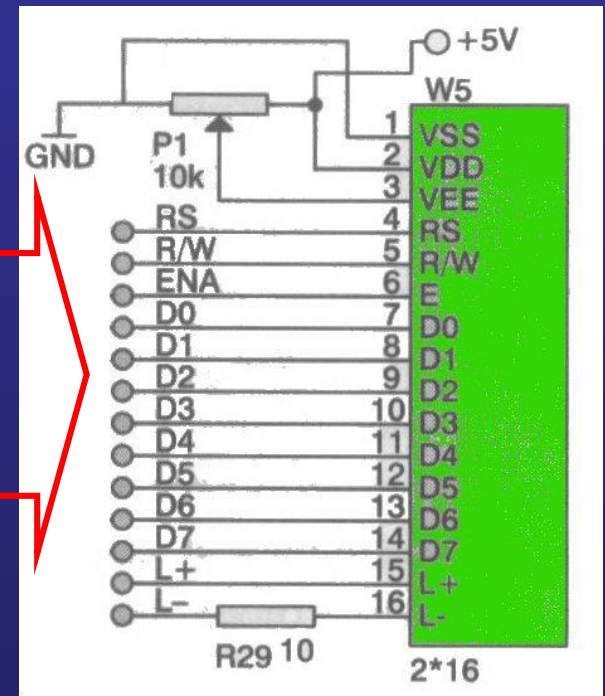 +5V
W5
GND
P1
10k
1 VSS
2 VDD
3 VEE
RS 4 RS
R/W 5 R/W
ENA 6 E
D0 7 D0
D1 8 D1
D2 9 D2
D3 10 D3
D4 11 D4
D5 12 D5
D6 13 D6
D7 14 D7
L+ 15 L+
L- 16 L-
R29 10
2*16